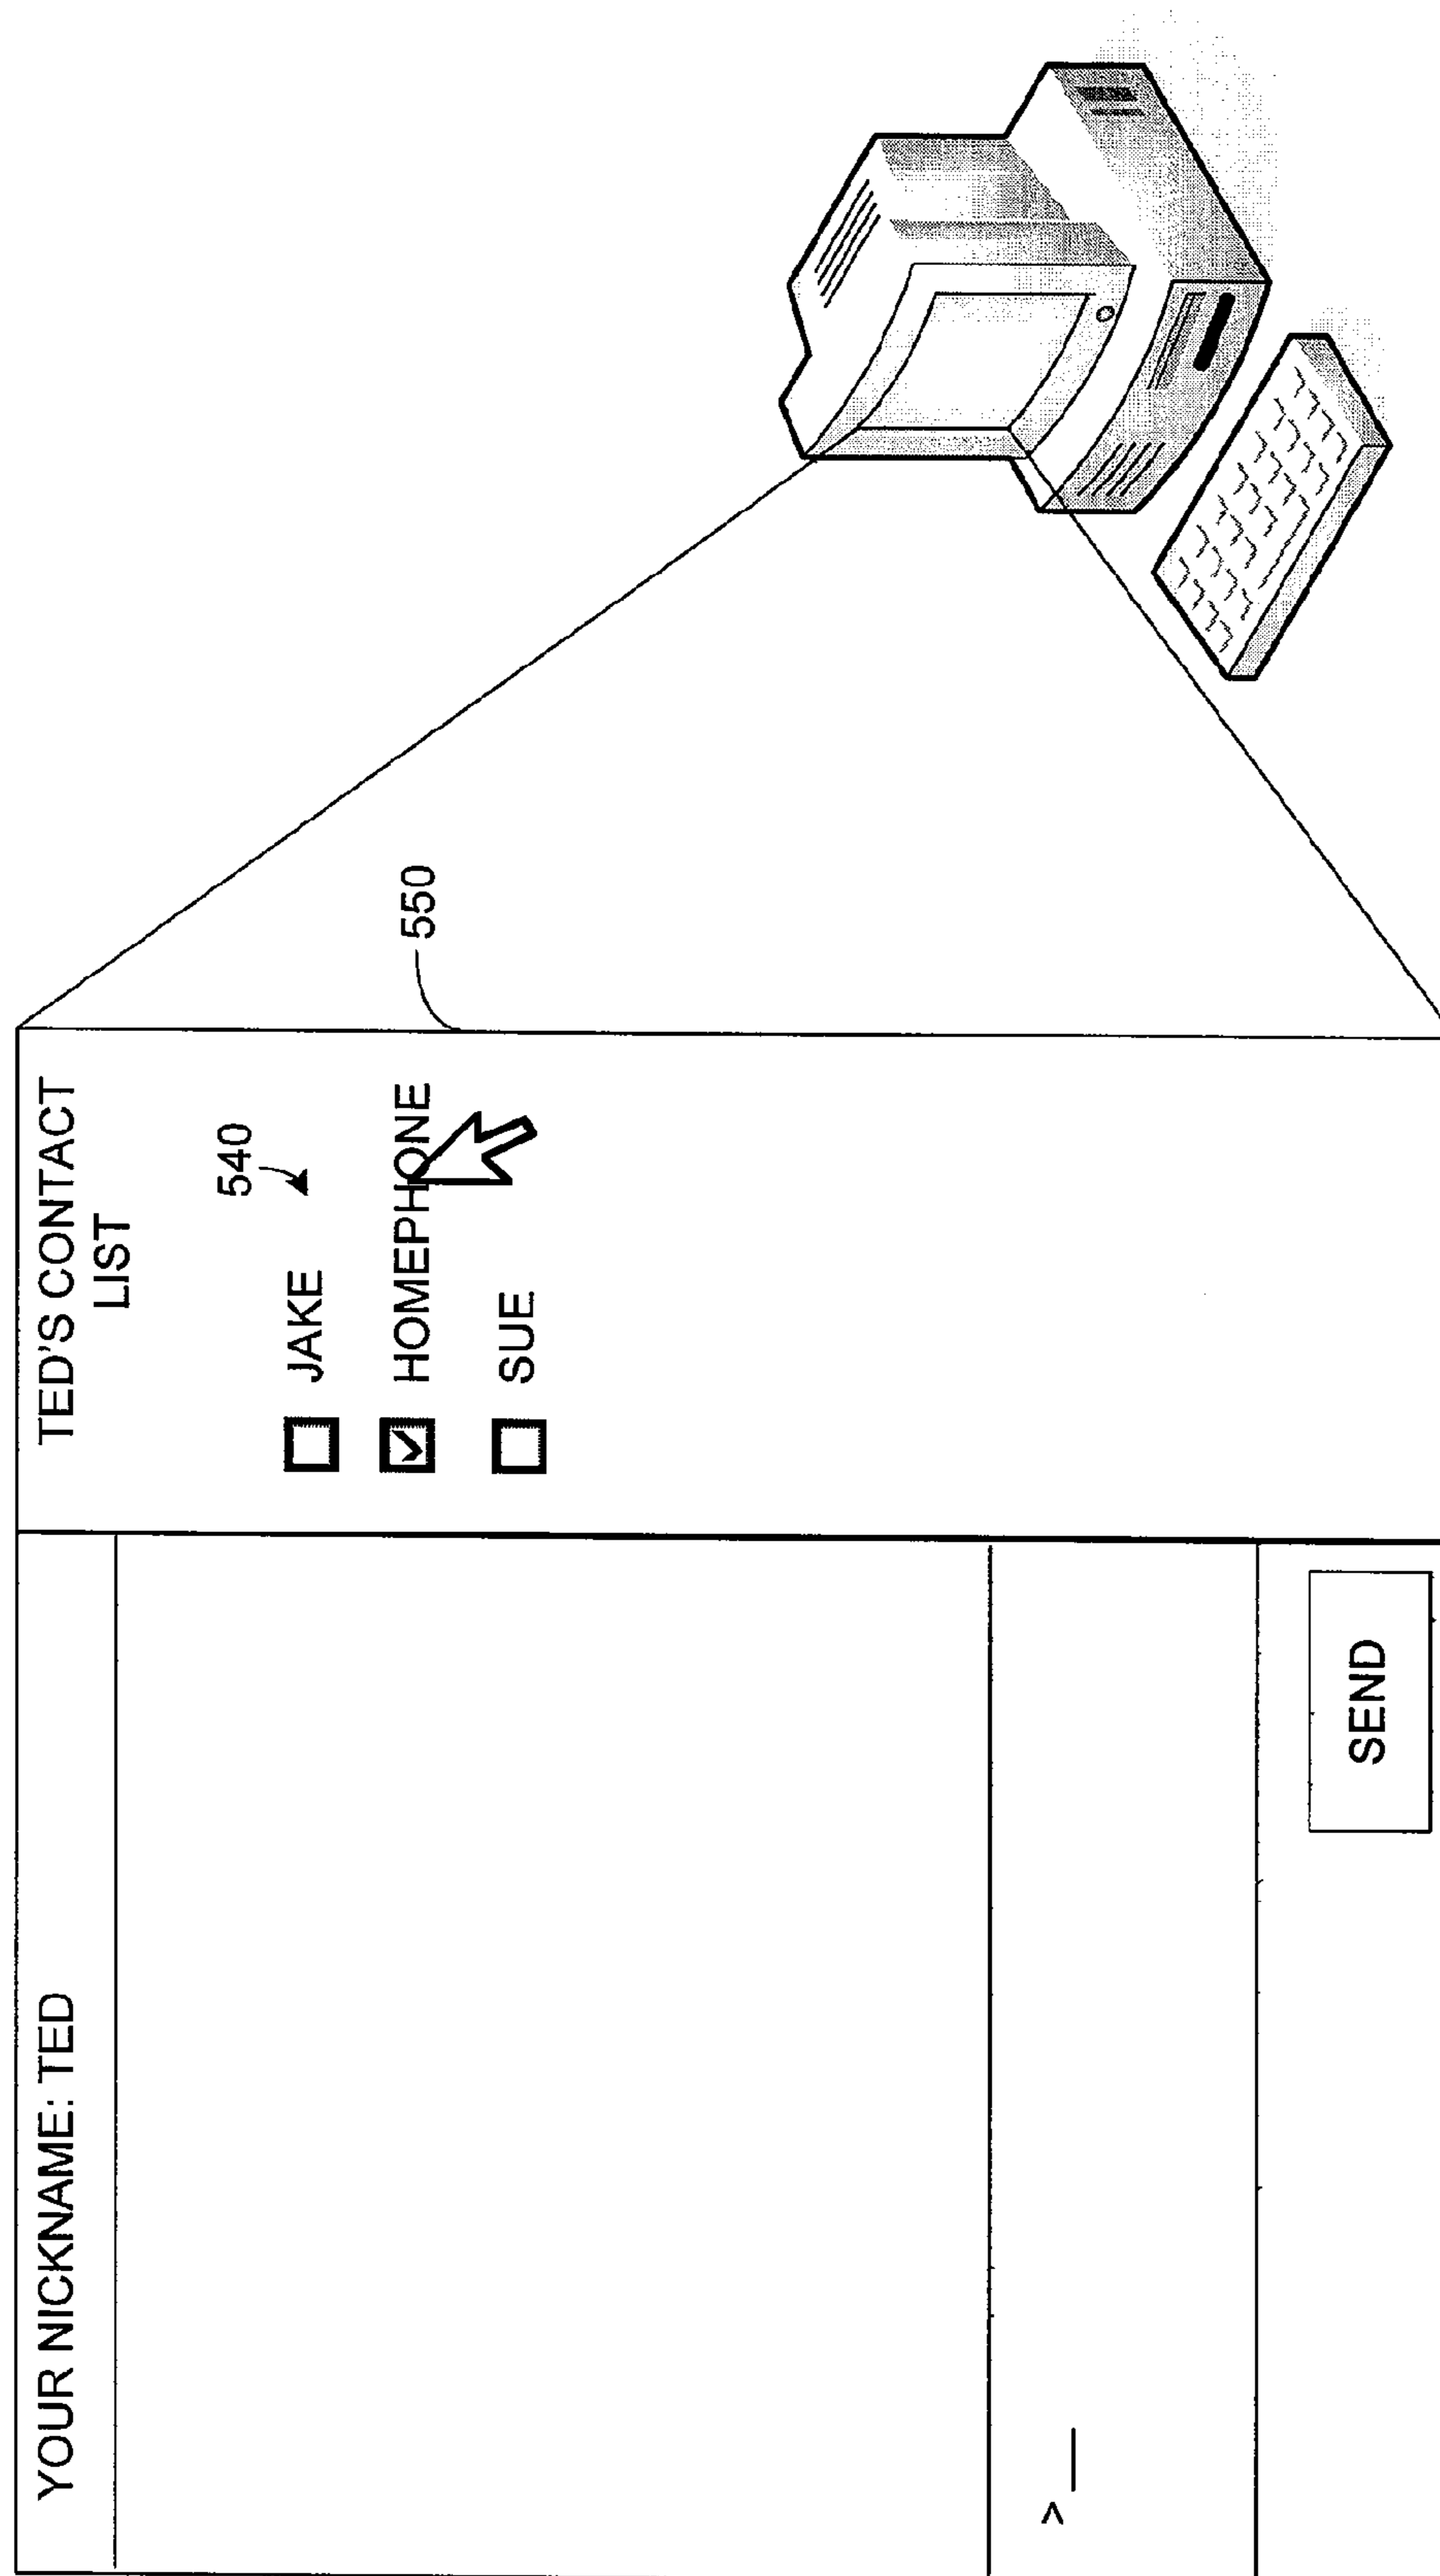 YOUR NICKNAME: TED
TED'S CONTACT
LIST
540
JAKE
HOMEPHONE
SUE
550
>_
SEND